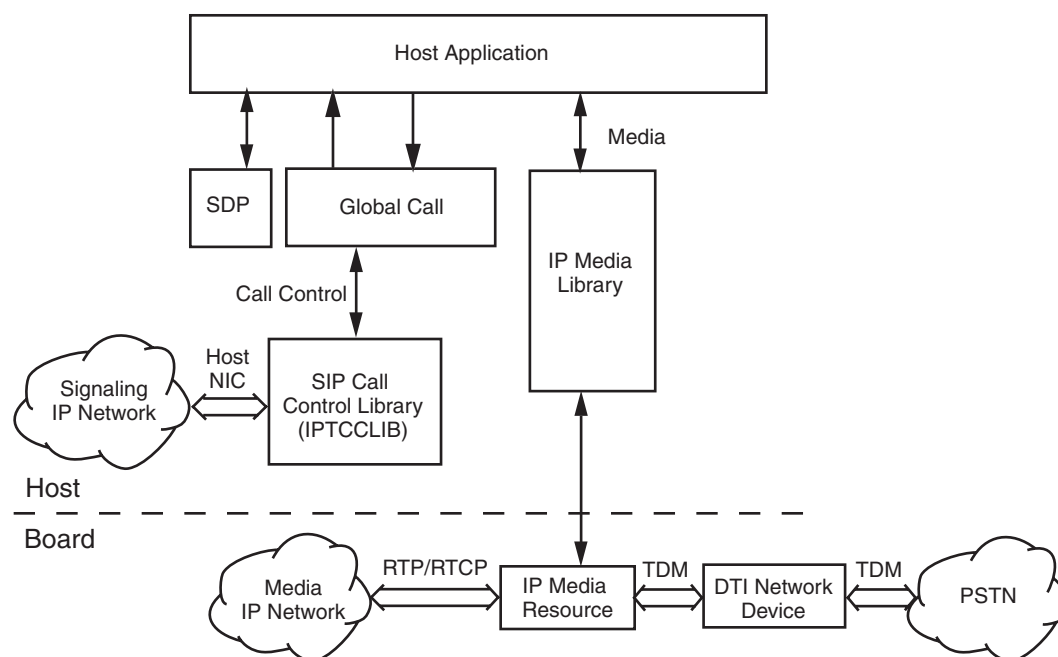 Host Application
Media
SDP
Global Call
IP Media
Library
Call Control
Host
NIC
Signaling
IP Network
SIP Call
Control Library
(IPTCCLIB)
Host
Board
RTP/RTCP
TDM
TDM
Media
IP Network
IP Media
Resource
DTI Network
Device
PSTN